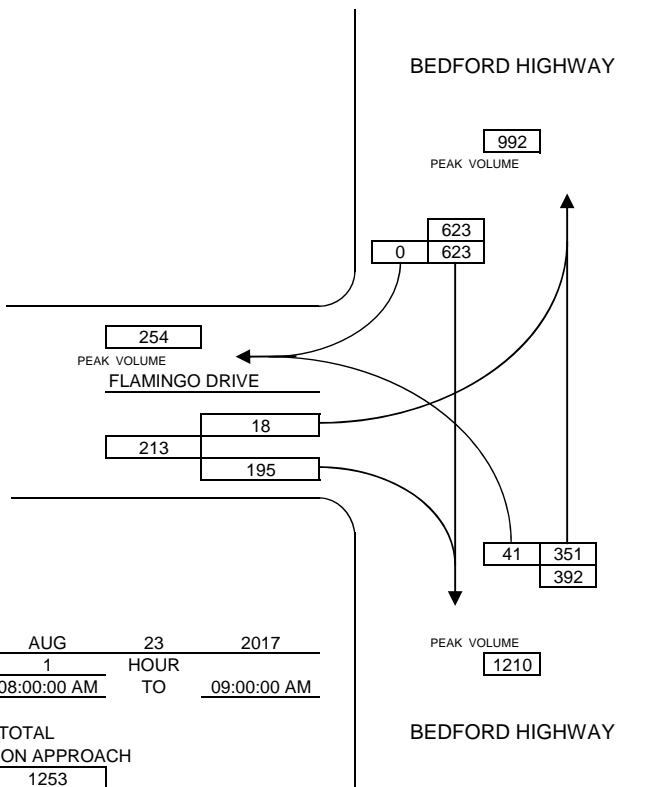 BEDFORD HIGHWAY
992
PEAK VOLUME
623
0 623
254
PEAK VOLUME
FLAMINGO DRIVE
18
213
195
41 351
392
AUG 23 2017
1 HOUR
08:00:00 AM TO 09:00:00 AM
PEAK VOLUME
1210
TOTAL
BEDFORD HIGHWAY
ON APPROACH
1253